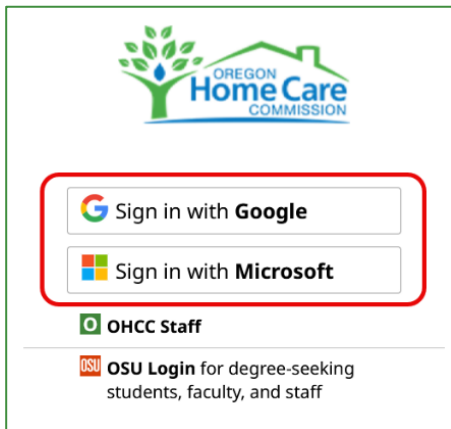 OREGON
Home Care
COMMISSION
G Sign in with Google
Sign in with Microsoft
O OHCC Staff
OSU OSU Login for degree-seeking
students, faculty, and staff